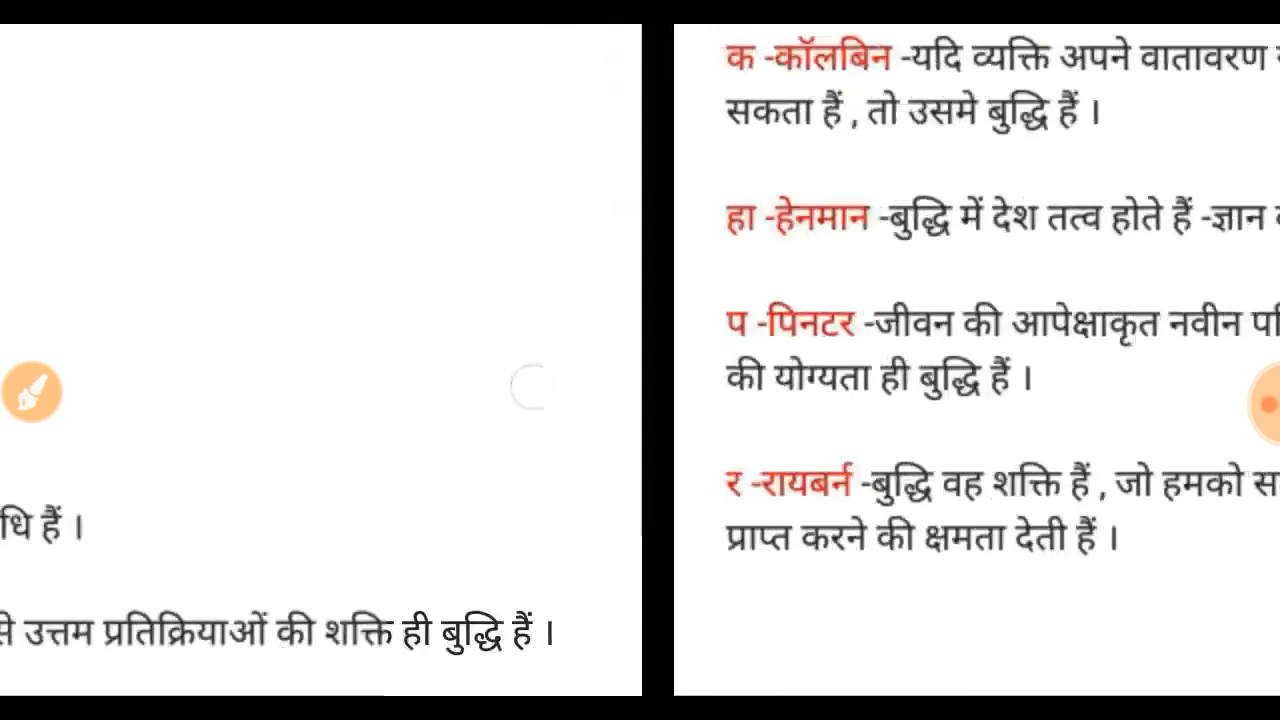 धि हैं ।
से उत्तम प्रतिक्रियाओं की शक्ति ही बुद्धि हैं ।
क -कॉलबिन -यदि व्यक्ति अपने वातावरण
सकता हैं , तो उसमे बुद्धि हैं ।
हा -हेनमान -बुद्धि में देश तत्व होते हैं -ज्ञान
प -पिनटर -जीवन की आपेक्षाकृत नवीन
की योग्यता ही बुद्धि हैं ।
र -रायबर्न -बुद्धि वह शक्ति हैं , जो हमको
प्राप्त करने की क्षमता देती हैं ।